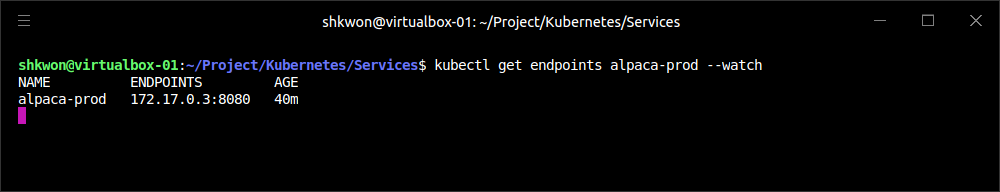 shkwon@virtualbox-01: ~/Project/Kubernetes/Services
shkwon@virtualbox-01:~/Project/Kubernetes/Services$ kubectl get endpoints alpaca-prod --watch
NAME          ENDPOINTS         AGE
alpaca-prod   172.17.0.3:8080   40m